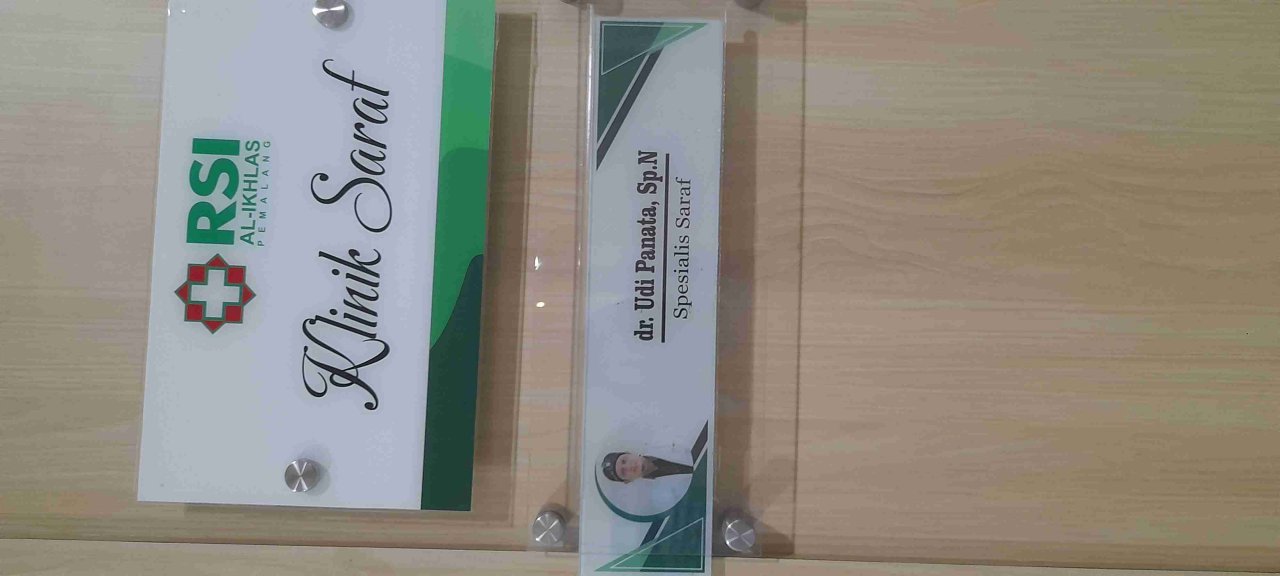 RSI
AL-IKHLAS
PEMALANG
Klinik Saraf
dr. Udi Panata, Sp.N
Spesialis Saraf